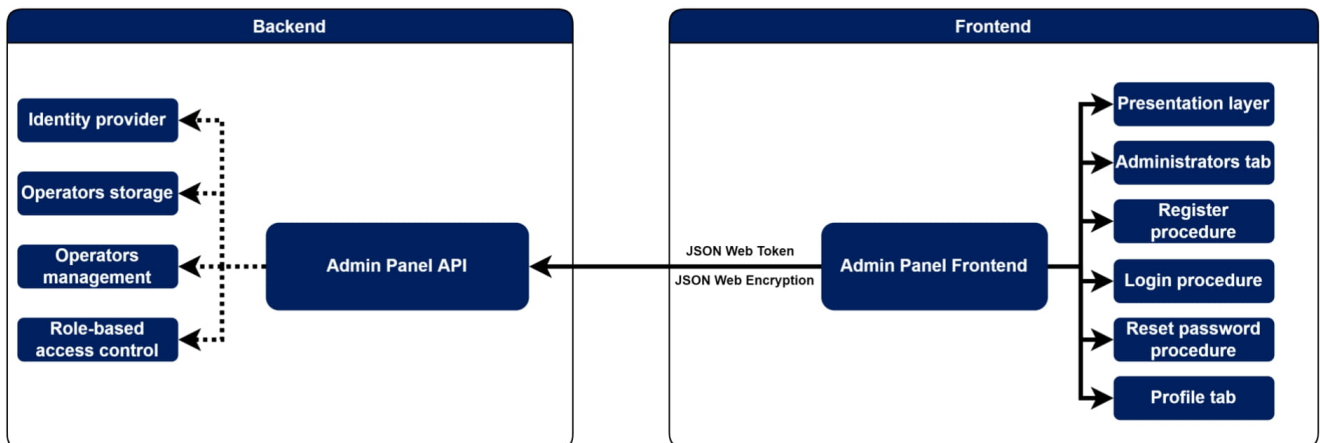 Backend
Identity provider
Operators storage
Operators
management
Role-based
access control
Admin Panel API
JSON Web Token
JSON Web Encryption
Frontend
Admin Panel Frontend
Presentation layer
Administrators tab
Register
procedure
Login procedure
Reset password
procedure
Profile tab